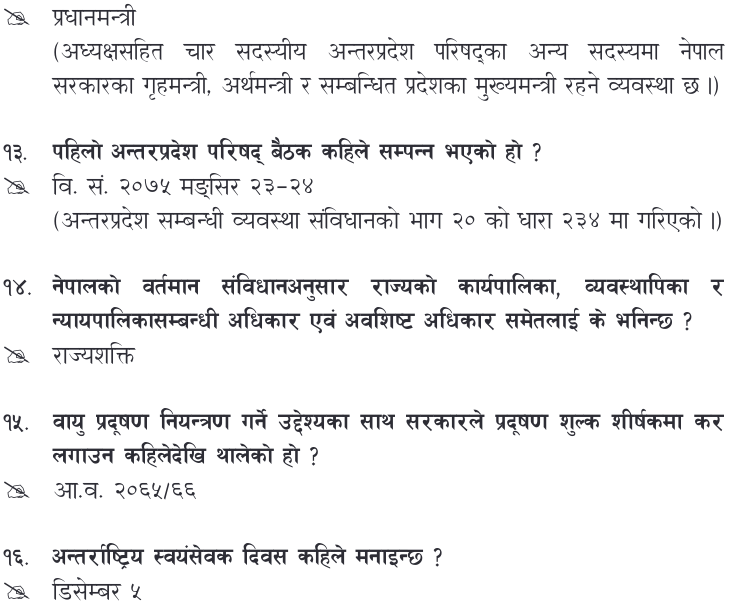 प्रधानमन्त्री
(अध्यक्षसहित चार सदस्यीय अन्तरप्रदेश परिषद्का अन्य सदस्यमा नेपाल
सरकारका गृहमन्त्री, अर्थमन्त्री र सम्बन्धित प्रदेशका मुख्यमन्त्री रहने व्यवस्था छ ।)
१३. पहिलो अन्तरप्रदेश परिषद् बैठक कहिले सम्पन्न भएको हो ?
वि. सं. २०७५ मङ्सिर २३-२४
(अन्तरप्रदेश सम्बन्धी व्यवस्था संविधानको भाग २० को धारा २३४ मा गरिएको ।)
१४. नेपालको वर्तमान संविधानअनुसार राज्यको कार्यपालिका, व्यवस्थापिका र
न्यायपालिकासम्बन्धी अधिकार एवं अवशिष्ट अधिकार समेतलाई के भनिन्छ ?
राज्यशक्ति
१५. वायु प्रदूषण नियन्त्रण गर्ने उद्देश्यका साथ सरकारले प्रदूषण शुल्क शीर्षकमा कर
लगाउन कहिलेदेखि थालेको हो ?
आ.व. २०६५/६६
१६. अन्तर्राष्ट्रिय स्वयंसेवक दिवस कहिले मनाइन्छ ?
डिसेम्बर ५